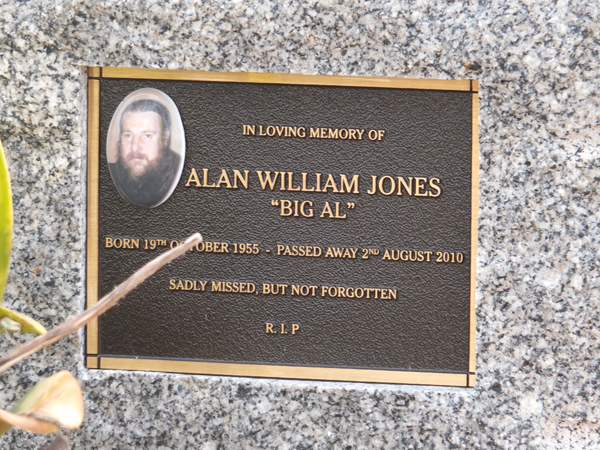 IN LOVING MEMORY OF
ALAN WILLIAM JONES
"BIG AL"
BORN 19TH OCTOBER 1955 - PASSED AWAY 2ND AUGUST 2010
SADLY MISSED, BUT NOT FORGOTTEN
R. I. P